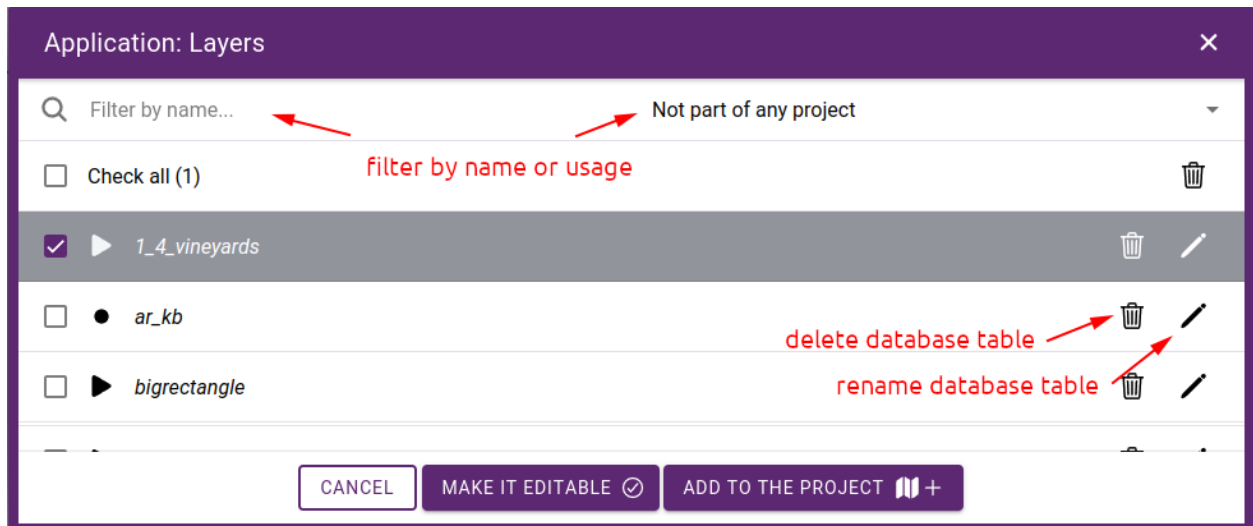 Application: Layers
Filter by name...
Not part of any project
filter by name or usage
Check all (1)
1_4_vineyards
ar_kb
delete database table
bigrectangle
rename database table
CANCEL
MAKE IT EDITABLE
ADD TO THE PROJECT